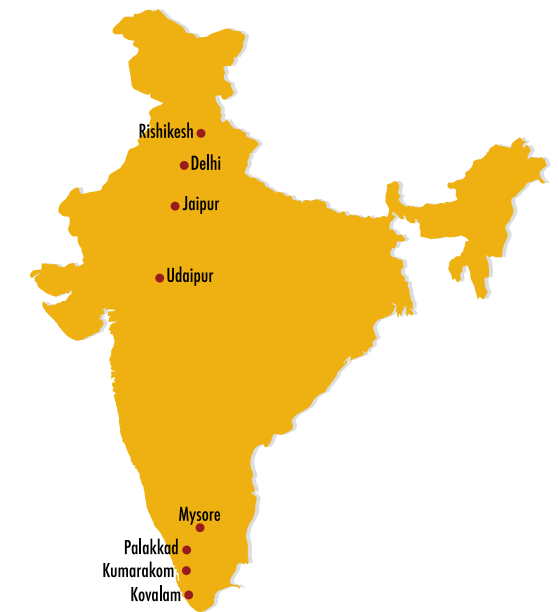 Rishikesh
Delhi
Jaipur
Udaipur
Mysore
Palakkad
Kumarakom
Kovalam